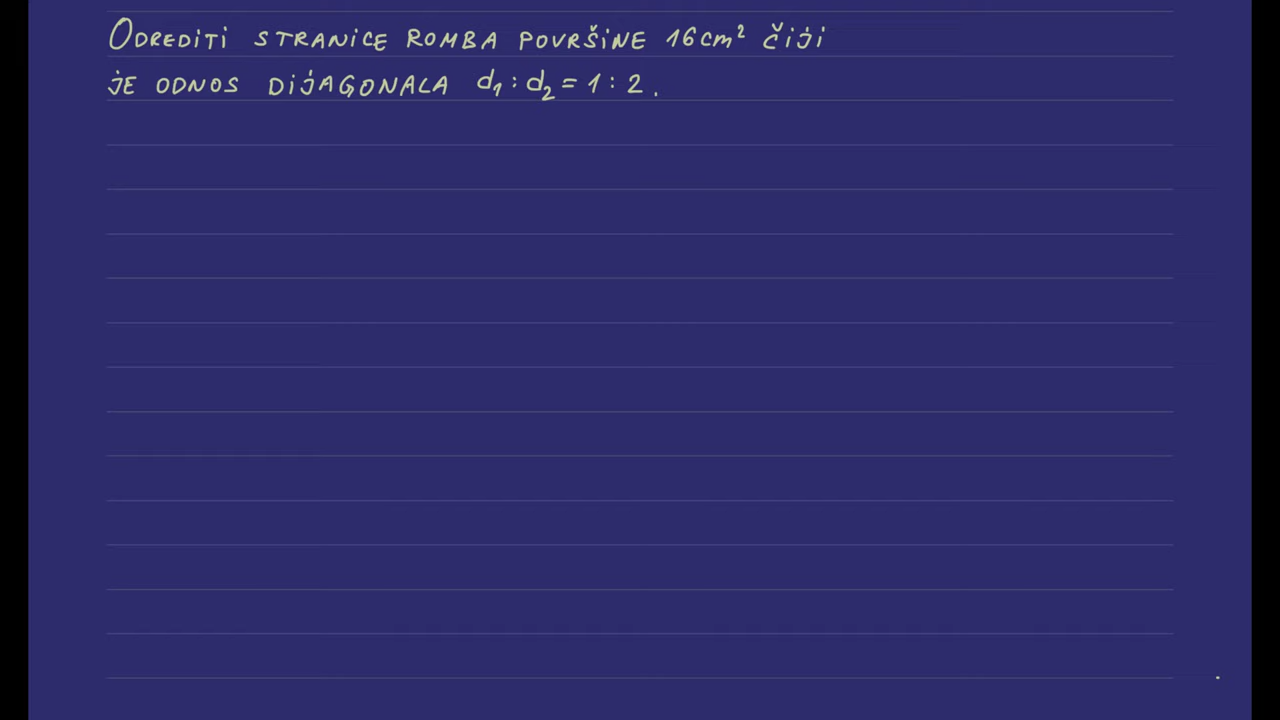 ODREDITI STRANICE ROMBA POVRŠINE 16cm² ČIJI
JE ODNOS DIJAGONALA d₁:d₂=1:2.